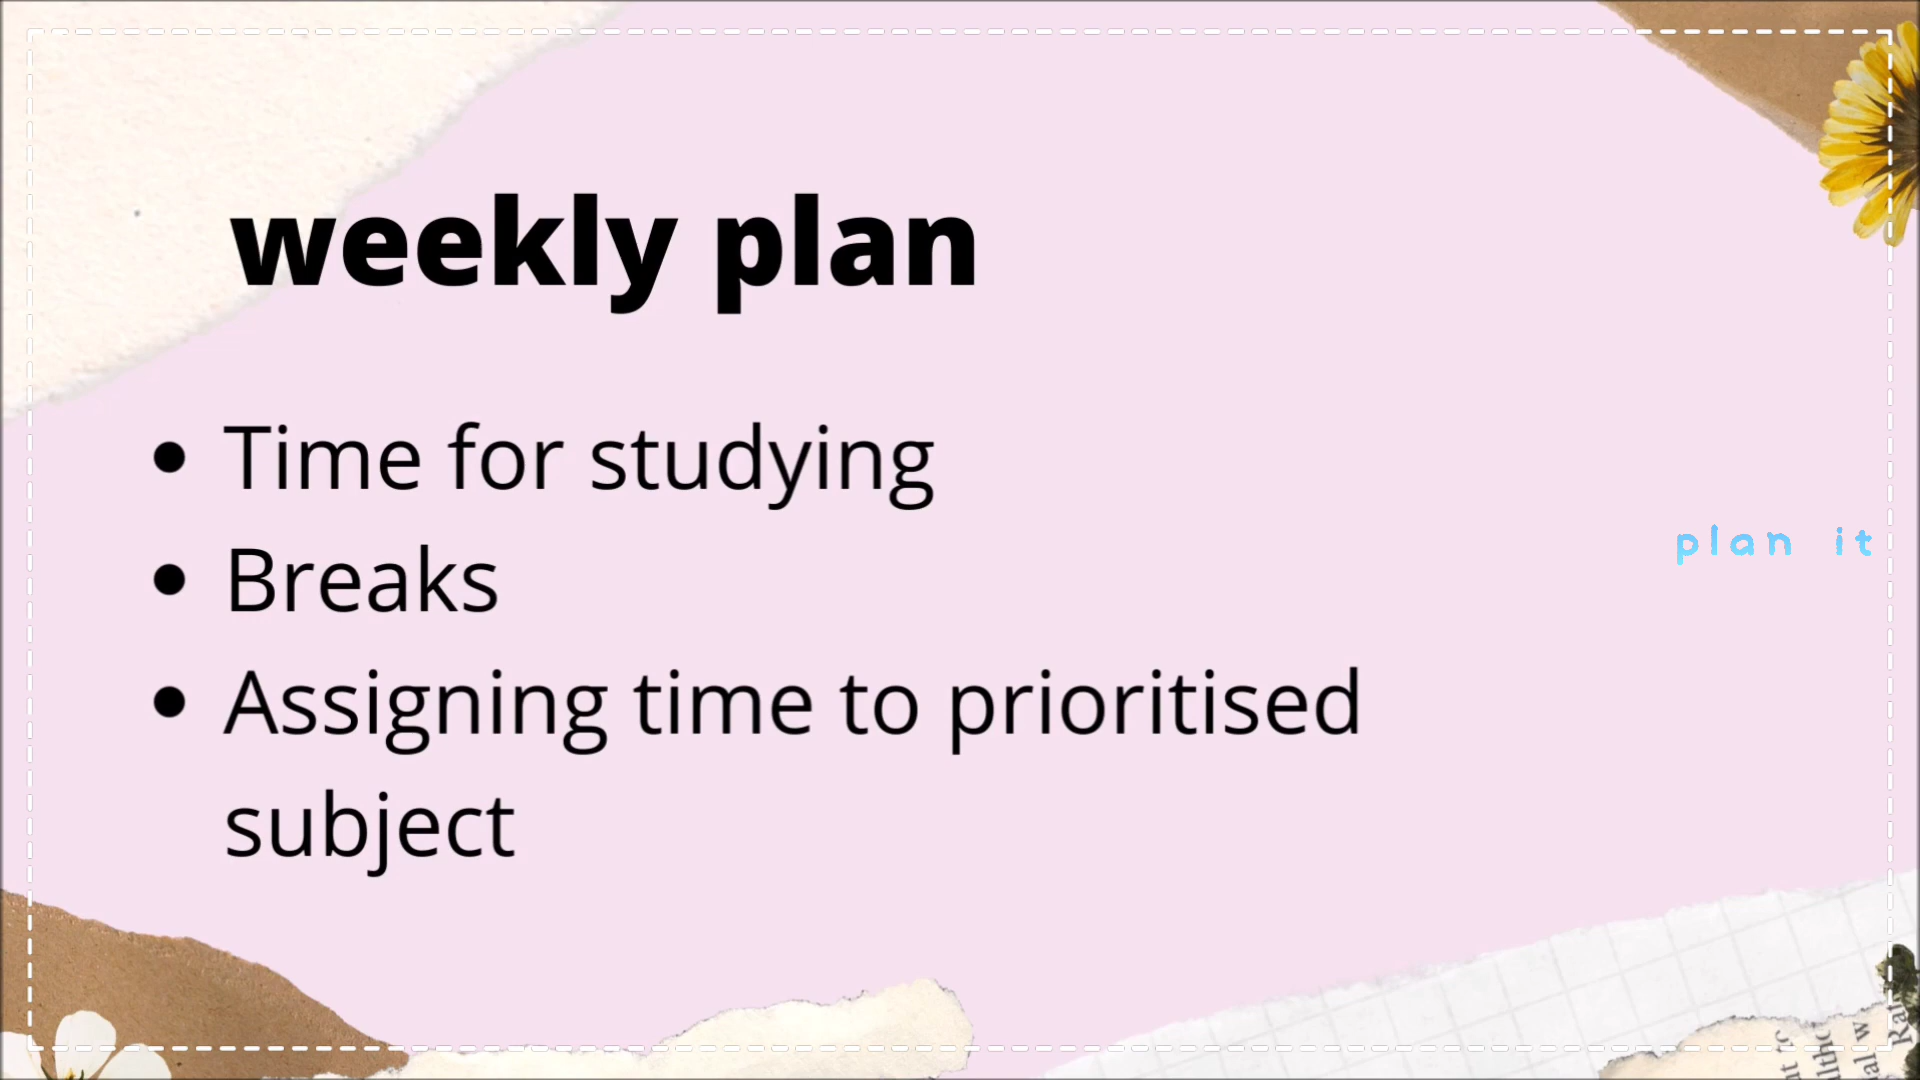 weekly plan
• Time for studying
• Breaks
• Assigning time to prioritised
subject
plan it